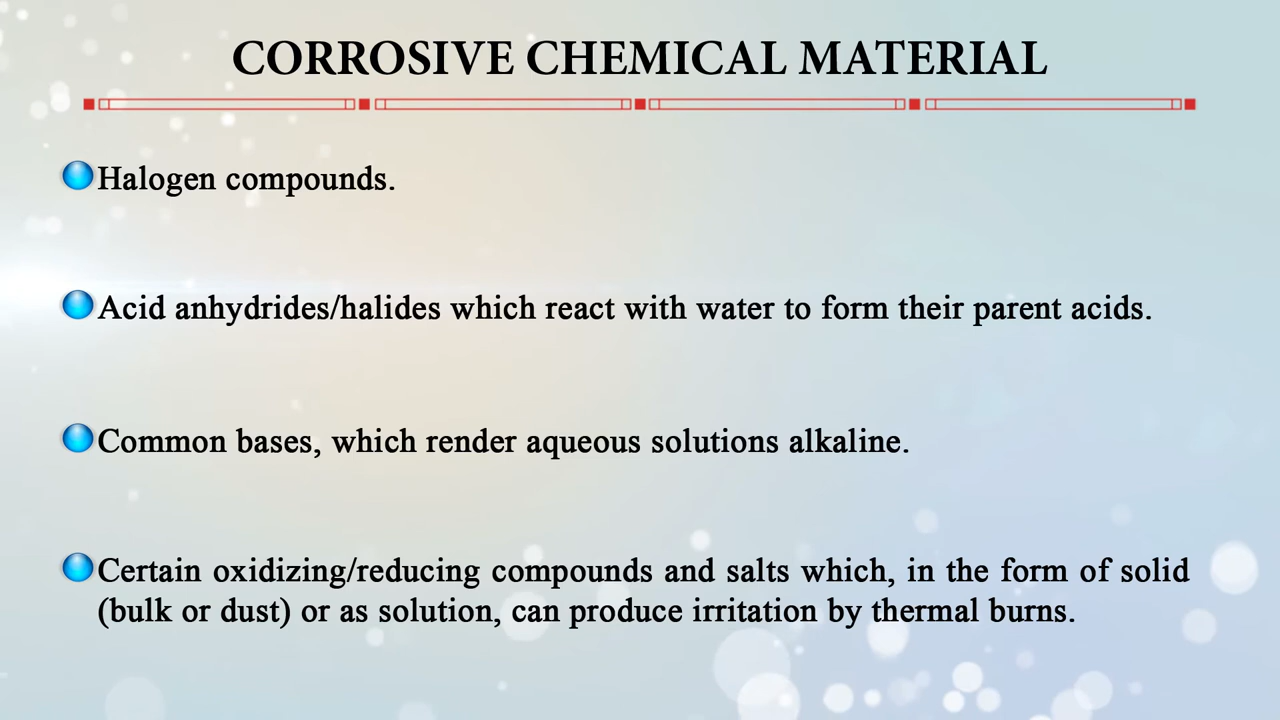 CORROSIVE CHEMICAL MATERIAL
Halogen compounds.
Acid anhydrides/halides which react with water to form their parent acids.
Common bases, which render aqueous solutions alkaline.
Certain oxidizing/reducing compounds and salts which, in the form of solid
(bulk or dust) or as solution, can produce irritation by thermal burns.